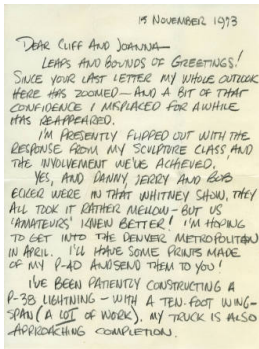 15 NOVEMBER 1973
DEAR CLIFF AND JOANNA—
LEAPS AND BOUNDS OF GREETINGS!
SINCE YOUR LAST LETTER MY WHOLE OUTLOOK
HERE HAS ZOOMED—AND A BIT OF THAT
CONFIDENCE I MISPLACED FOR A WHILE
HAS REAPPEARED.
I'M PRESENTLY FLIPPED OUT WITH THE
RESPONSE FROM MY SCULPTURE CLASS AND
THE INVOLVEMENT WE'VE ACHIEVED.
YES, AND DANNY, JERRY AND BOB
ECKER WERE IN THAT WHITNEY SHOW, THEY
ALL TOOK IT RATHER MELLOW—BUT US
'AMATEURS' KNEW BETTER! I'M HOPING
TO GET INTO THE DENVER METROPOLITAN
IN APRIL. I'LL HAVE SOME PRINTS MADE
OF MY P-40 AND SEND THEM TO YOU!
I'VE BEEN PATIENTLY CONSTRUCTING A
P-38 LIGHTNING—WITH A TEN-FOOT WING-
SPAN (A LOT OF WORK). MY TRUCK IS ALSO
APPROACHING COMPLETION.